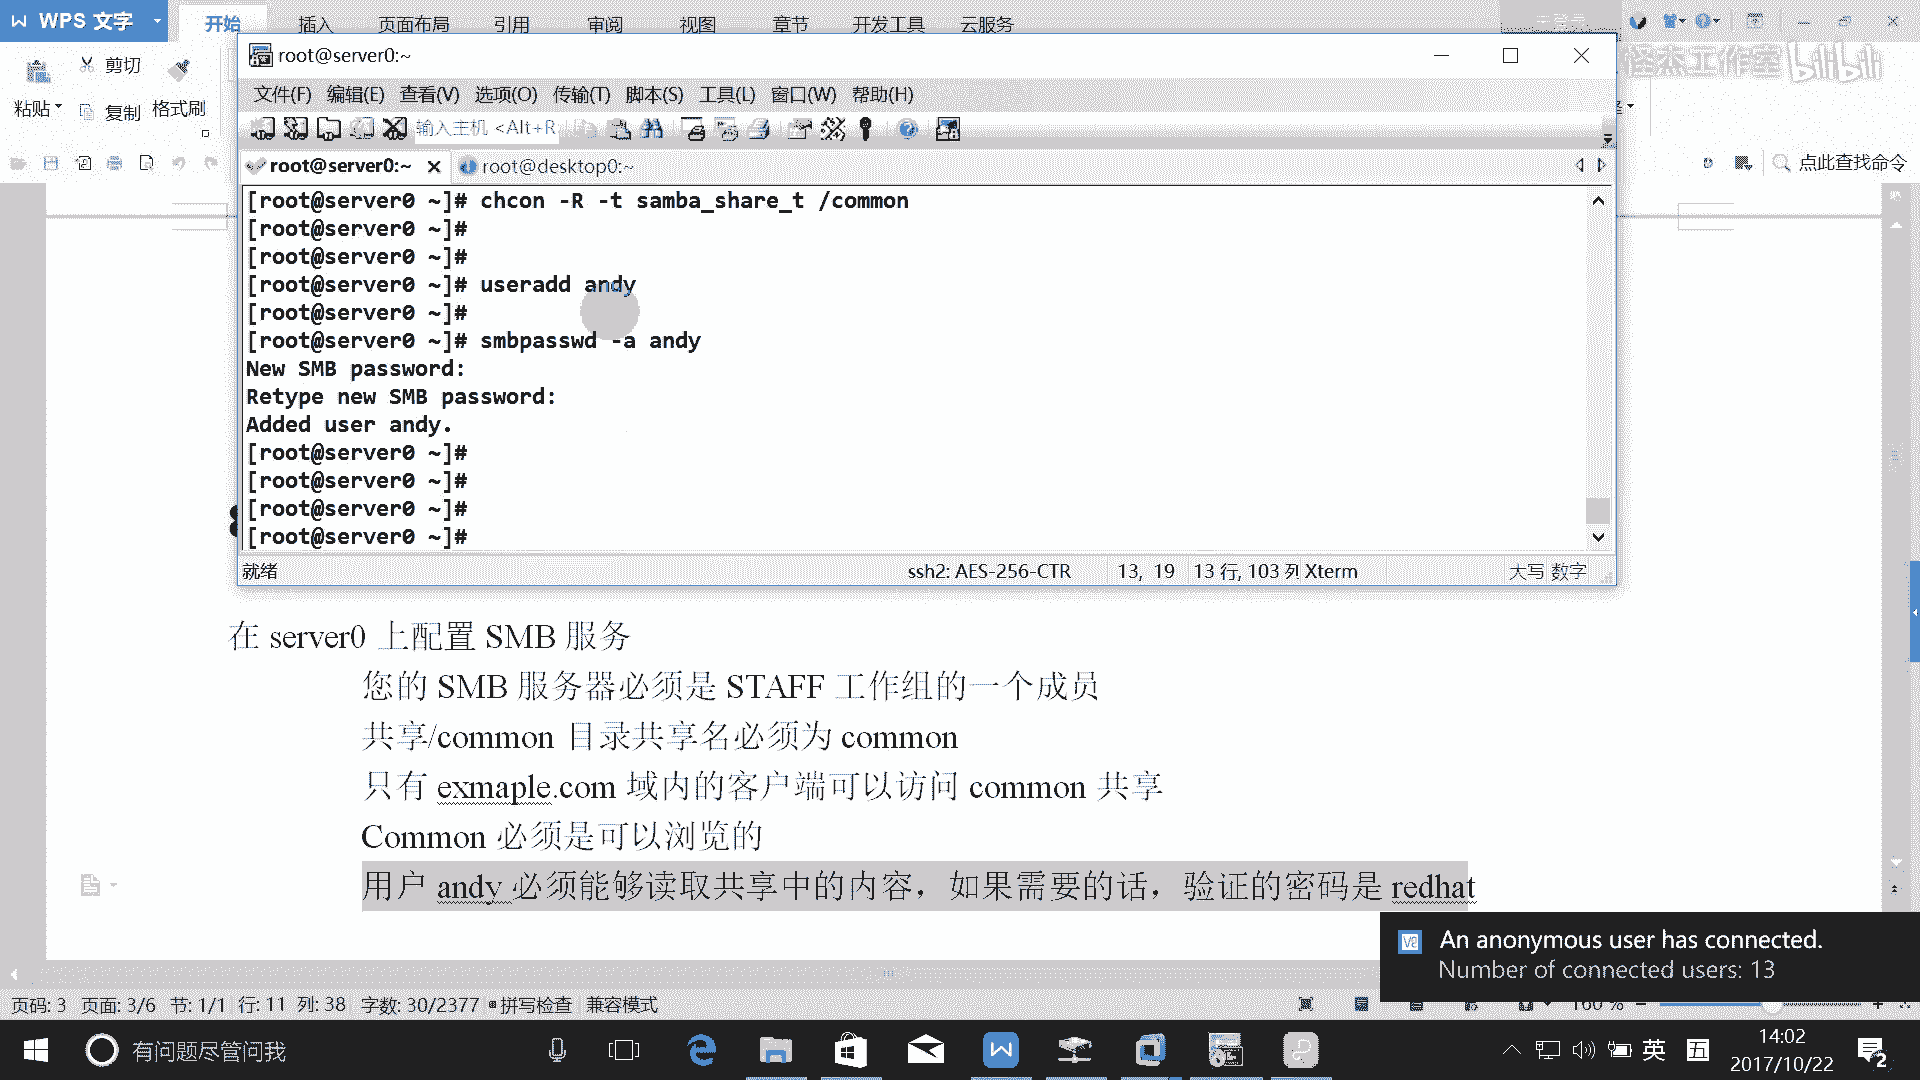 WPS 文字
开始 插入 页面布局 引用 审阅 视图 章节 开发工具 云服务
root@server0:~
剪切
粘贴 复制 格式刷
文件(F) 编辑(E) 查看(V) 选项(O) 传输(T) 脚本(S) 工具(L) 窗口(W) 帮助(H)
输入主机 <Alt+R
root@server0:~ root@desktop0:~
点此查找命令
[root@server0 ~]# chcon -R -t samba_share_t /common
[root@server0 ~]#
[root@server0 ~]#
[root@server0 ~]# useradd andy
[root@server0 ~]#
[root@server0 ~]# smbpasswd -a andy
New SMB password:
Retype new SMB password:
Added user andy.
[root@server0 ~]#
[root@server0 ~]#
[root@server0 ~]#
[root@server0 ~]#
就绪 ssh2: AES-256-CTR 13, 19 13 行, 103 列 Xterm 大写 数字
在 server0 上配置 SMB 服务
您的 SMB 服务器必须是 STAFF 工作组的一个成员
共享/common 目录共享名必须为 common
只有 exmaple.com 域内的客户端可以访问 common 共享
Common 必须是可以浏览的
用户 andy 必须能够读取共享中的内容，如果需要的话，验证的密码是 redhat
An anonymous user has connected.
Number of connected users: 13
页码: 3 页面: 3/6 节: 1/1 行: 11 列: 38 字数: 30/2377 拼写检查 兼容模式 160 %
有问题尽管问我
英 五
14:02
2017/10/22
2
怪杰工作室 bilibili